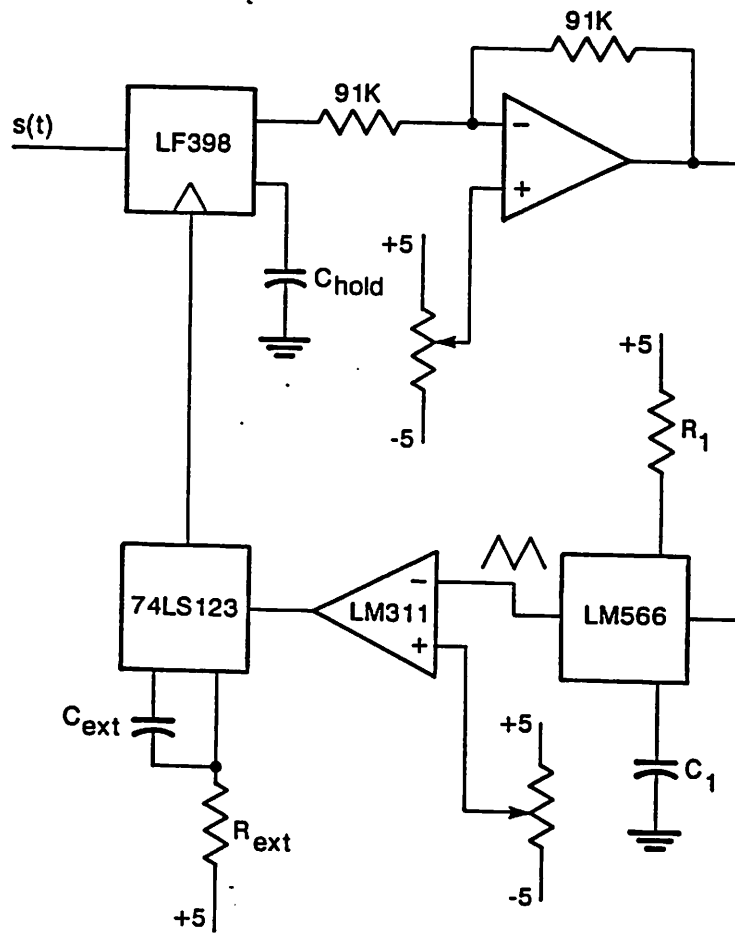 91K
91K
s(t)
LF398
−
+
+5
C_hold
+5
-5
R_1
74LS123
LM311
−
+
LM566
C_ext
+5
C_1
R_ext
-5
+5